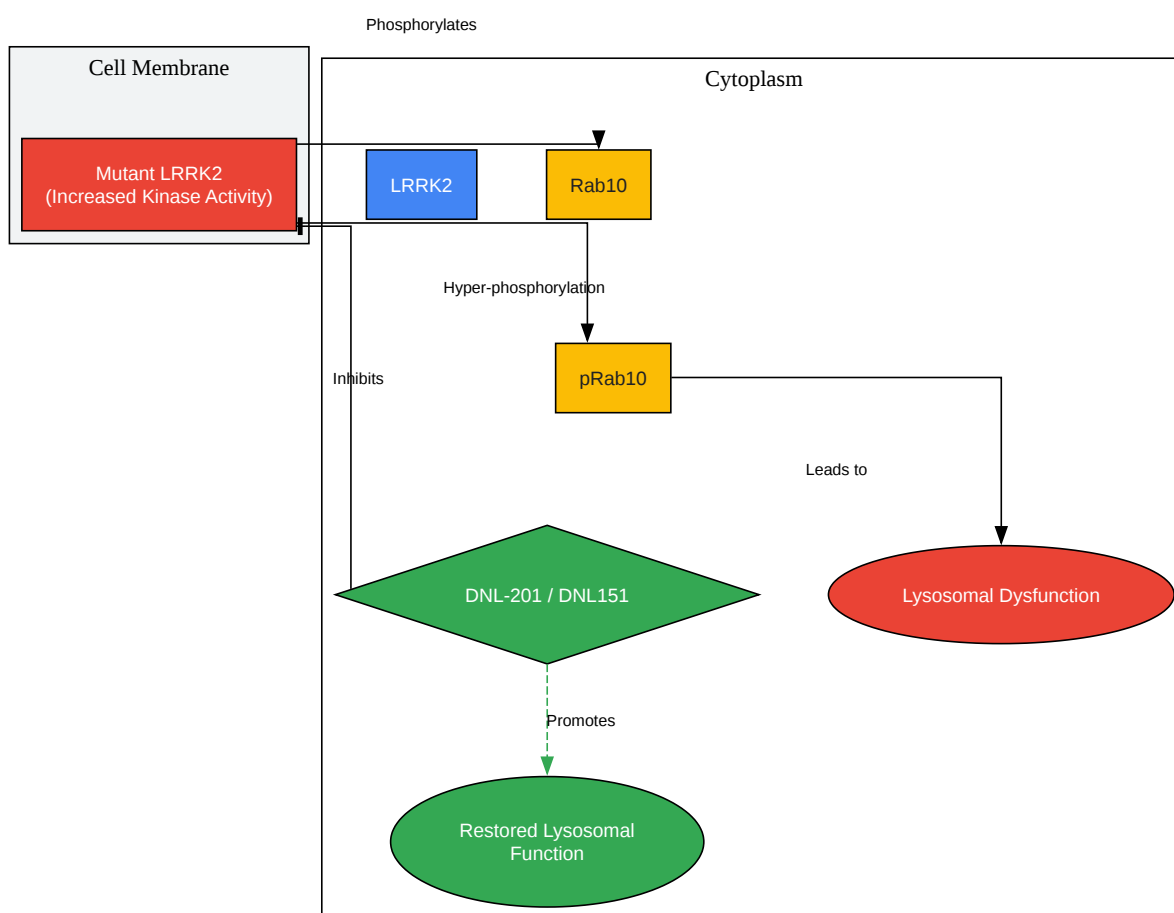 Phosphorylates
Cell Membrane
Cytoplasm
Mutant LRRK2
(Increased Kinase Activity)
LRRK2
Rab10
Hyper-phosphorylation
Inhibits
pRab10
Leads to
DNL-201 / DNL151
Lysosomal Dysfunction
Promotes
Restored Lysosomal
Function